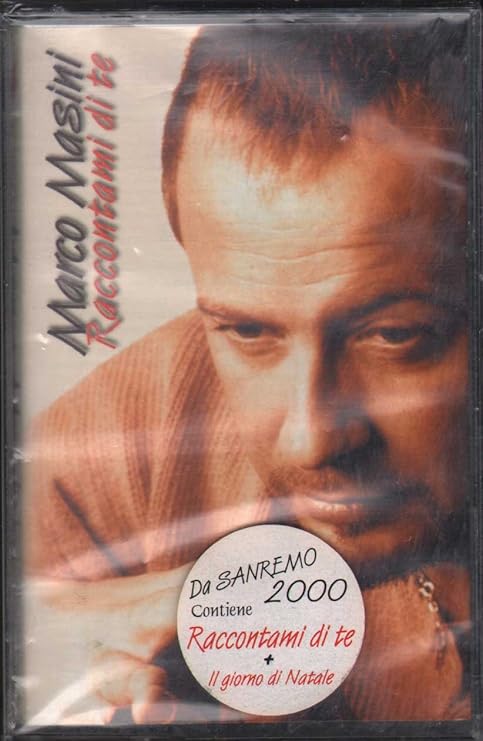 Marco Masini
Raccontami di te
Da SANREMO
2000
Contiene
Raccontami di te
+
Il giorno di Natale